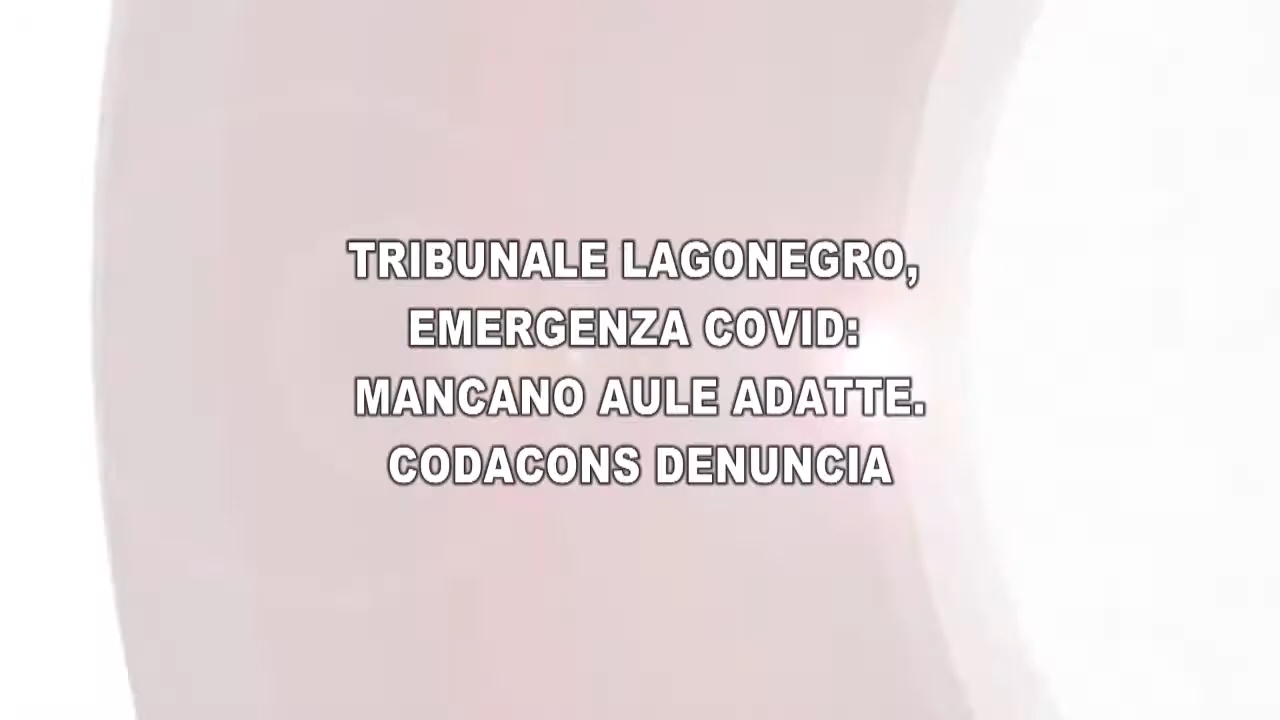 TRIBUNALE LAGONEGRO,
EMERGENZA COVID:
MANCANO AULE ADATTE.
CODACONS DENUNCIA